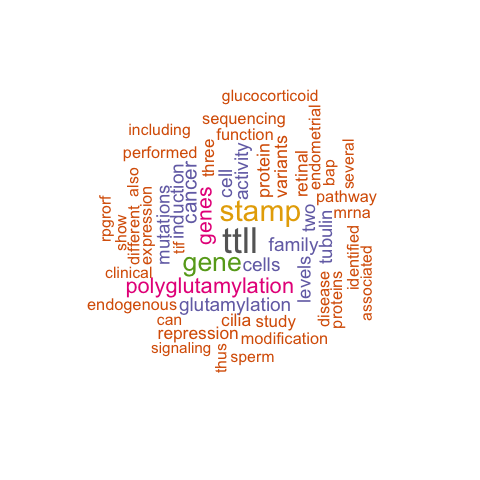 glucocorticoid
sequencing
including
function
performed
three
cell
activity
protein
variants
retinal
endometrial
bap
several
pathway
mrna
rpgrorf
show
different
also
expression
mutations
tif
induction
cancer
genes
stamp
two
tubulin
ttll
family
gene
cells
levels
identified
associated
clinical
polyglutamylation
disease
proteins
endogenous
glutamylation
can
cilia
study
repression
modification
signaling
thus
sperm